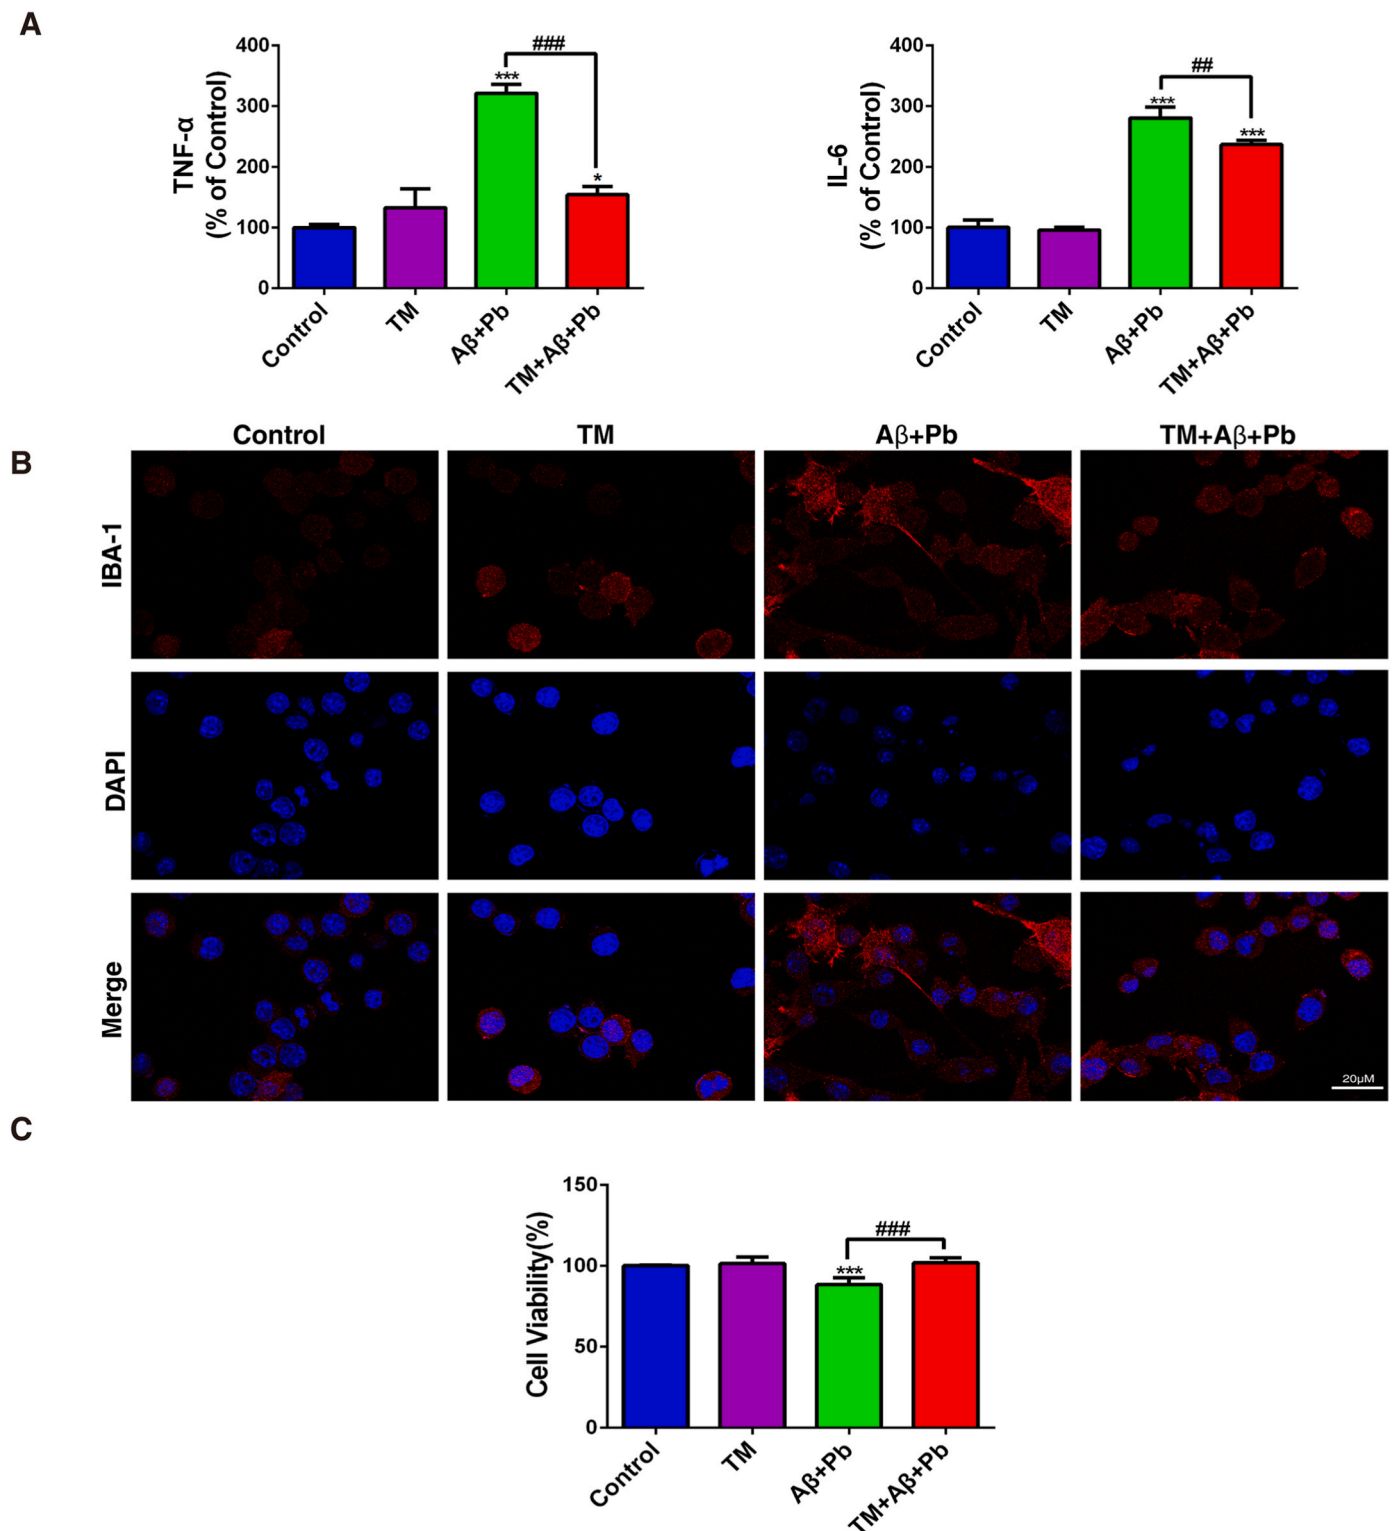 A
TNF-α
(% of Control)
400
300
200
100
0
***
###
*
Control
TM
Aβ+Pb
TM+Aβ+Pb
IL-6
(% of Control)
400
300
200
100
0
***
##
***
Control
TM
Aβ+Pb
TM+Aβ+Pb
B
Control
TM
Aβ+Pb
TM+Aβ+Pb
IBA-1
DAPI
Merge
20μM
C
Cell Viability(%)
150
100
50
0
***
###
Control
TM
Aβ+Pb
TM+Aβ+Pb